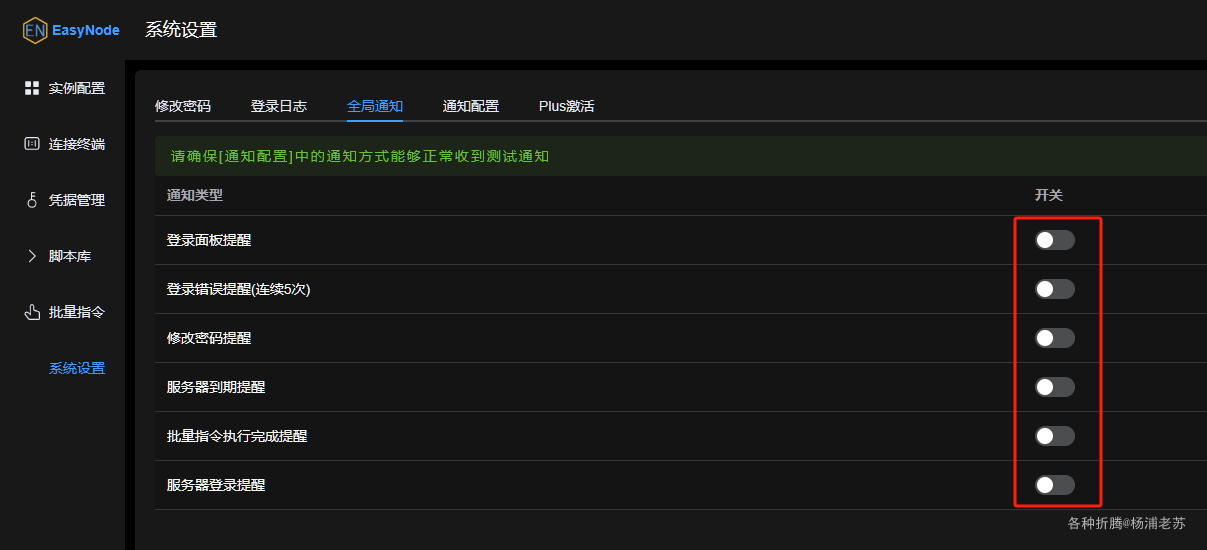 EN EasyNode 系统设置
实例配置
连接终端
凭据管理
脚本库
批量指令
系统设置
修改密码 登录日志 全局通知 通知配置 Plus激活
请确保[通知配置]中的通知方式能够正常收到测试通知
通知类型 开关
登录面板提醒
登录错误提醒(连续5次)
修改密码提醒
服务器到期提醒
批量指令执行完成提醒
服务器登录提醒
各种折腾@杨浦老苏